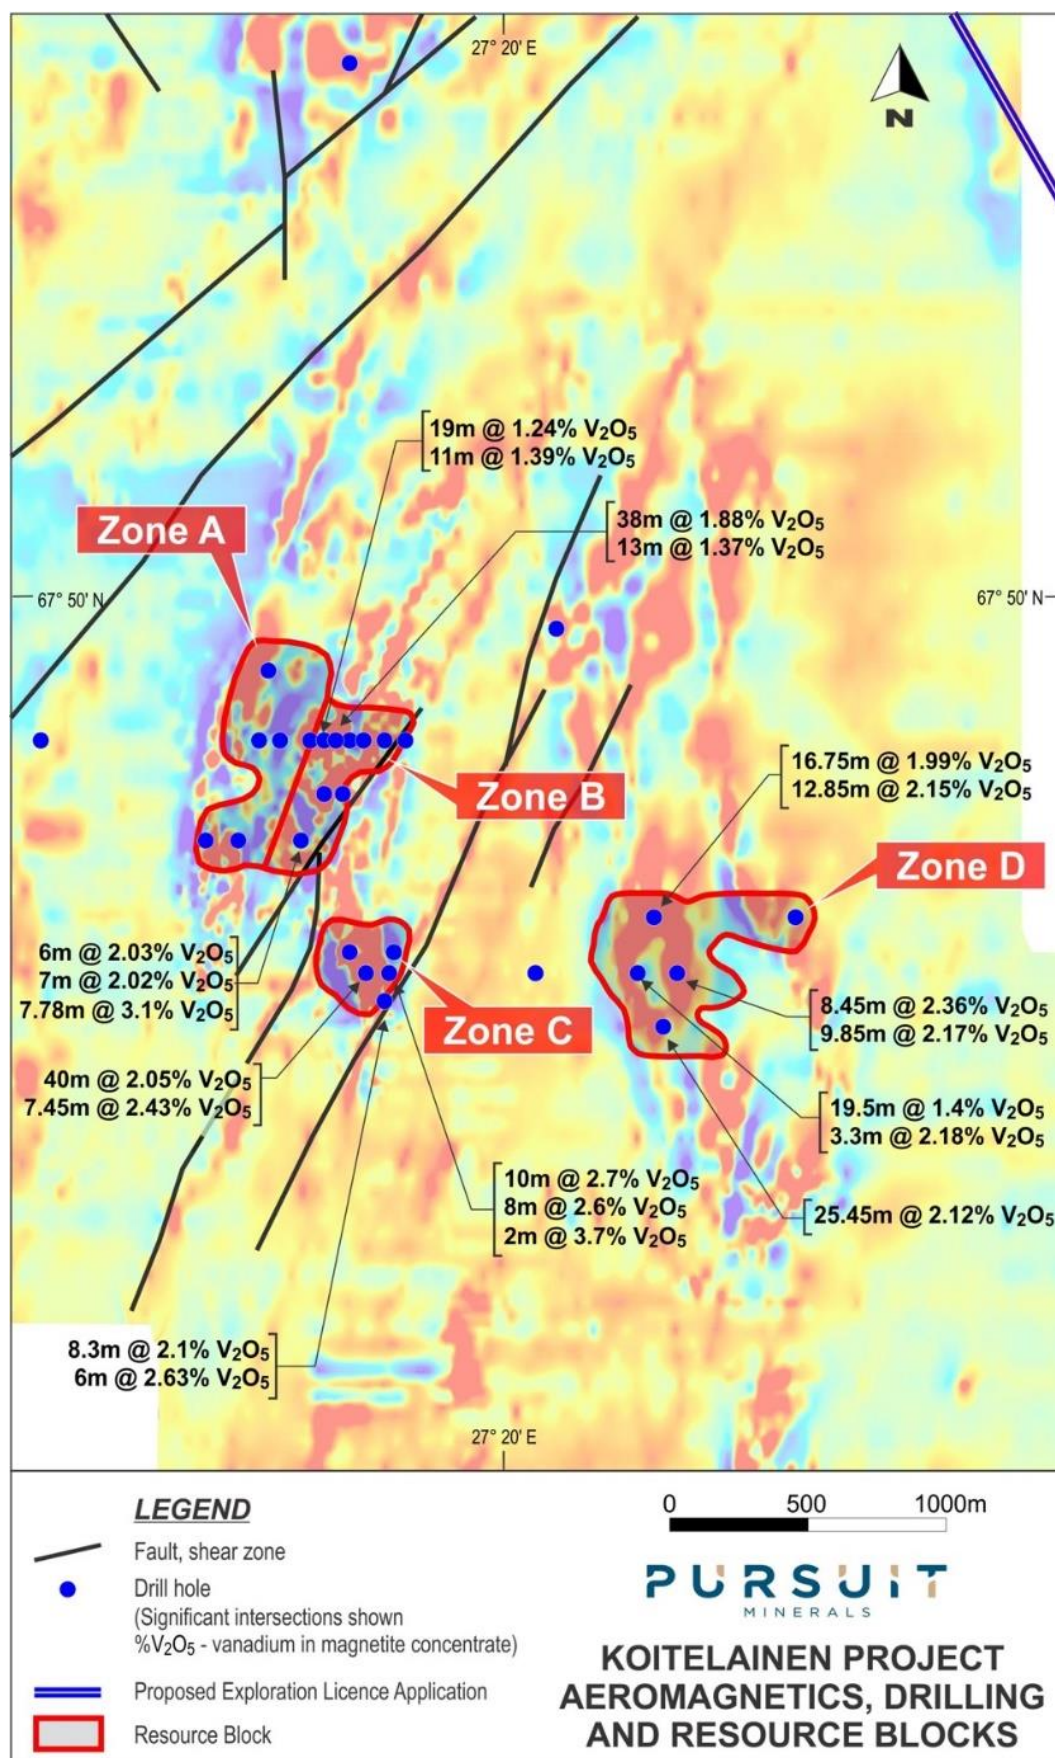 27° 20' E
N
19m @ 1.24% V₂O₅
11m @ 1.39% V₂O₅
38m @ 1.88% V₂O₅
13m @ 1.37% V₂O₅
Zone A
67° 50' N
67° 50' N
16.75m @ 1.99% V₂O₅
12.85m @ 2.15% V₂O₅
Zone B
Zone D
6m @ 2.03% V₂O₅
7m @ 2.02% V₂O₅
7.78m @ 3.1% V₂O₅
Zone C
8.45m @ 2.36% V₂O₅
9.85m @ 2.17% V₂O₅
40m @ 2.05% V₂O₅
7.45m @ 2.43% V₂O₅
19.5m @ 1.4% V₂O₅
3.3m @ 2.18% V₂O₅
10m @ 2.7% V₂O₅
8m @ 2.6% V₂O₅
2m @ 3.7% V₂O₅
25.45m @ 2.12% V₂O₅
8.3m @ 2.1% V₂O₅
6m @ 2.63% V₂O₅
27° 20' E
LEGEND
Fault, shear zone
Drill hole
(Significant intersections shown
%V₂O₅ - vanadium in magnetite concentrate)
Proposed Exploration Licence Application
Resource Block
0 500 1000m
PURSUIT
MINERALS
KOITELAINEN PROJECT
AEROMAGNETICS, DRILLING
AND RESOURCE BLOCKS